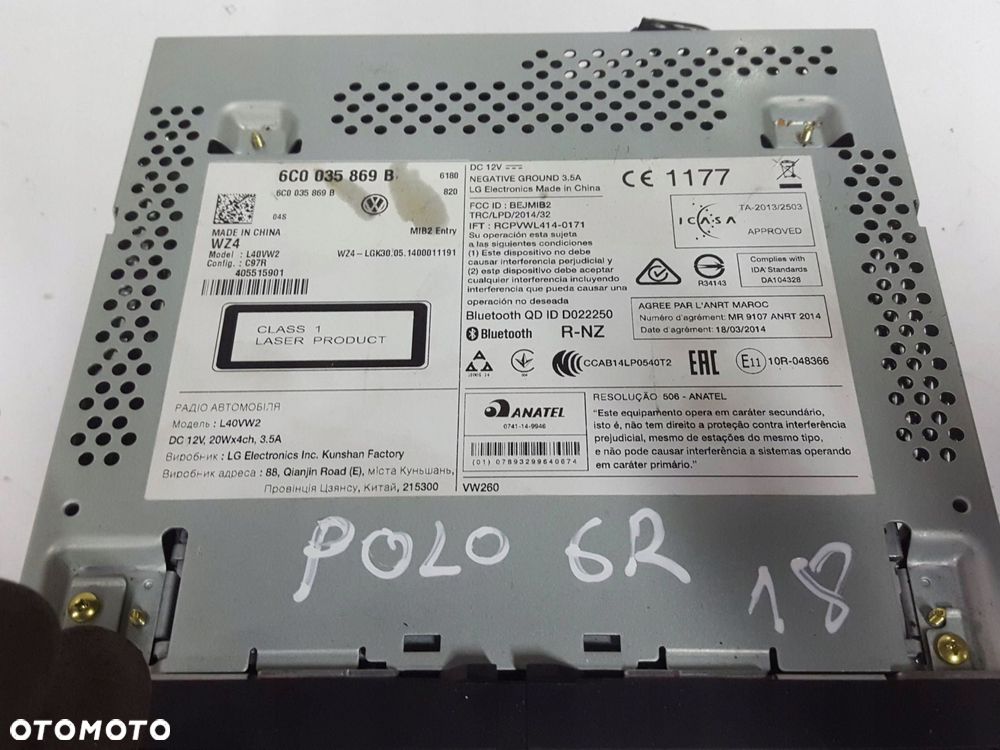 6C0 035 869 B 6180
6C0 035 869 B 820
04S
MIB2 Entry
MADE IN CHINA
WZ4
Model : L40VW2 WZ4-LGK30.05.1400011191
Config. : C97R
405515901
CLASS 1
LASER PRODUCT
РАДІО АВТОМОБІЛЯ
Модель : L40VW2
DC 12V, 20Wx4ch, 3.5A
Виробник : LG Electronics Inc. Kunshan Factory
Виробник адреса : 88, Qianjin Road (E), міста Куньшань,
Провінція Цзянсу, Китай, 215300
DC 12V
NEGATIVE GROUND 3.5A
LG Electronics Made in China
CE 1177
FCC ID : BEJMIB2
TRC/LPD/2014/32
IFT : RCPVWL414-0171
Su operación esta sujeta
a las siguientes condiciones
(1) Este dispositivo no debe
causar interferencia perjudicial y
(2) este dispositivo debe aceptar
cualquier interferencia incluyendo
interferencia que pueda causar una
operación no deseada
ICASA
TA-2013/2503
APPROVED
R34143
Complies with
IDA Standards
DA104328
Bluetooth QD ID D022250
Bluetooth R-NZ
AGREE PAR L'ANRT MAROC
Numéro d'agrément: MR 9107 ANRT 2014
Date d'agrément: 18/03/2014
CCAB14LP0540T2
EAC
E11 10R-048366
ANATEL
0741-14-9946
(01) 07893299640674
RESOLUÇÃO 506 - ANATEL
"Este equipamento opera em caráter secundário,
isto é, não tem direito a proteção contra interferência
prejudicial, mesmo de estações do mesmo tipo,
e não pode causar interferência a sistemas operando
em caráter primário."
VW260
POLO 6R
18
OTOMOTO